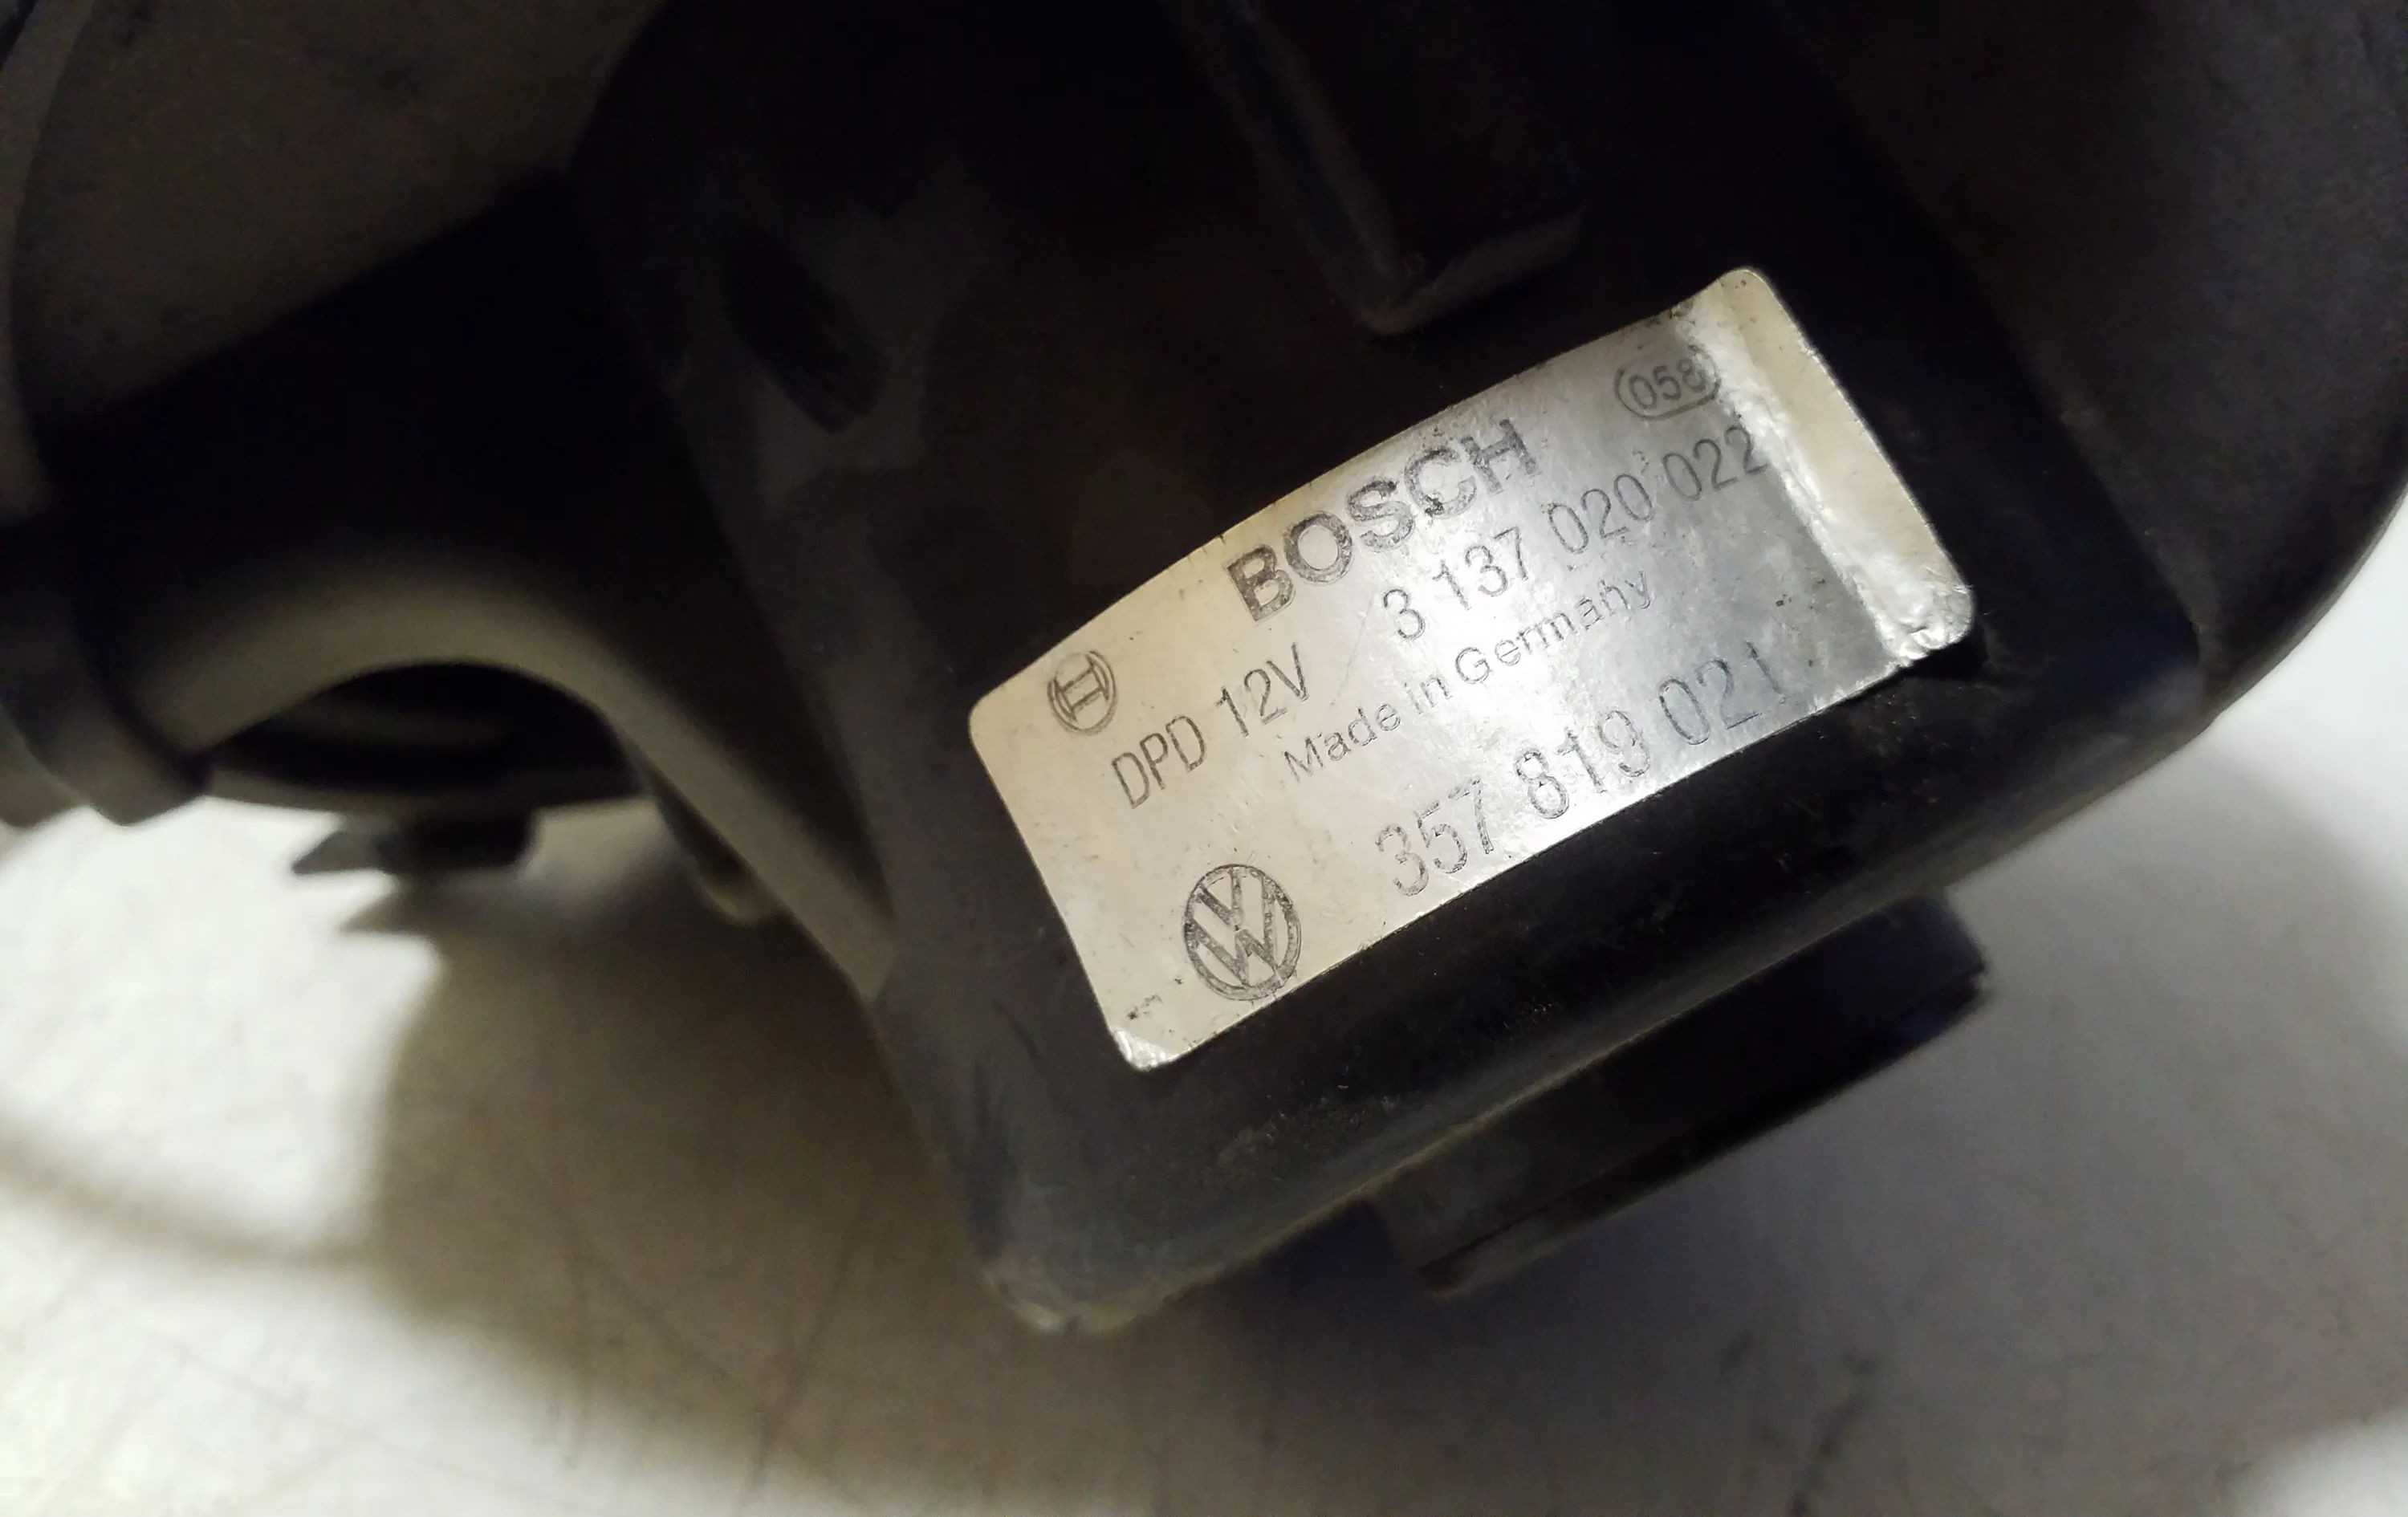 058
BOSCH
DPD 12V 3 137 020 022
Made in Germany
357 819 021